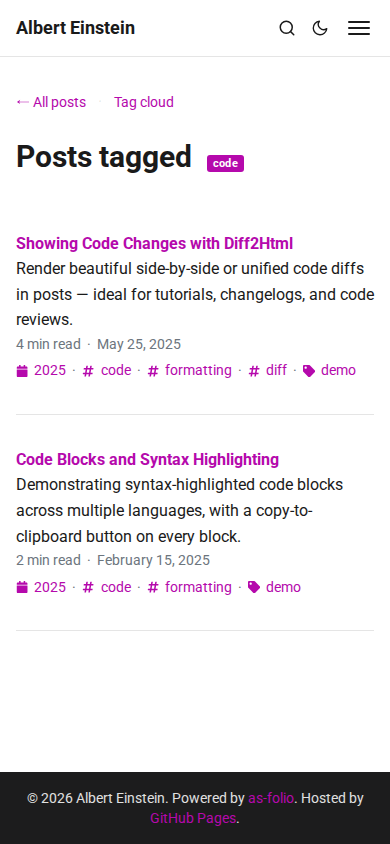 Albert Einstein
← All posts · Tag cloud
Posts tagged code
Showing Code Changes with Diff2Html
Render beautiful side-by-side or unified code diffs
in posts — ideal for tutorials, changelogs, and code
reviews.
4 min read · May 25, 2025
2025 · # code · # formatting · # diff · demo
Code Blocks and Syntax Highlighting
Demonstrating syntax-highlighted code blocks
across multiple languages, with a copy-to-
clipboard button on every block.
2 min read · February 15, 2025
2025 · # code · # formatting · demo
© 2026 Albert Einstein. Powered by as-folio. Hosted by
GitHub Pages.